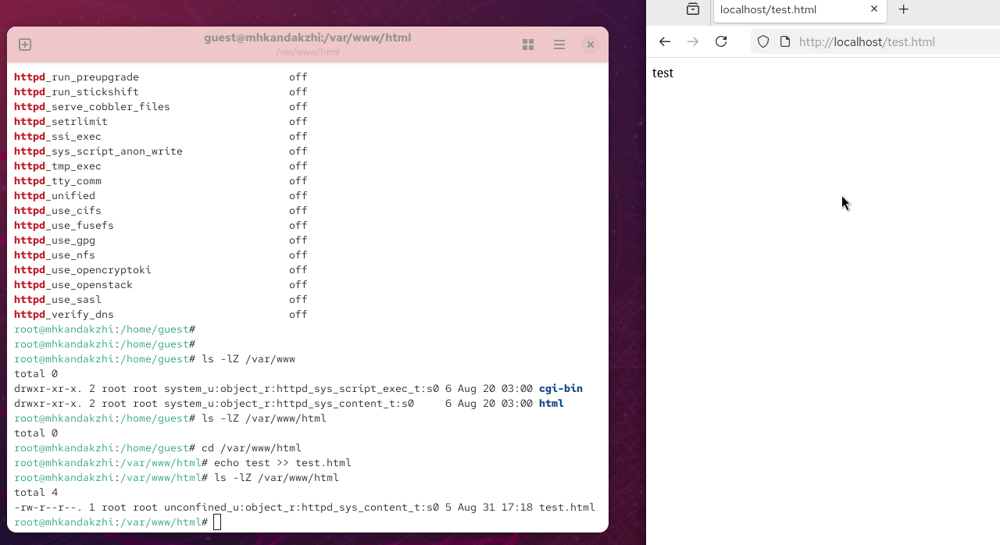 guest@mhkandakzhi:/var/www/html
/var/www/html
httpd_run_preupgrade                        off
httpd_run_stickshift                        off
httpd_serve_cobbler_files                   off
httpd_setrlimit                             off
httpd_ssi_exec                              off
httpd_sys_script_anon_write                 off
httpd_tmp_exec                              off
httpd_tty_comm                              off
httpd_unified                               off
httpd_use_cifs                              off
httpd_use_fusefs                            off
httpd_use_gpg                               off
httpd_use_nfs                               off
httpd_use_opencryptoki                      off
httpd_use_openstack                         off
httpd_use_sasl                              off
httpd_verify_dns                            off
root@mhkandakzhi:/home/guest#
root@mhkandakzhi:/home/guest#
root@mhkandakzhi:/home/guest# ls -lZ /var/www
total 0
drwxr-xr-x. 2 root root system_u:object_r:httpd_sys_script_exec_t:s0 6 Aug 20 03:00 cgi-bin
drwxr-xr-x. 2 root root system_u:object_r:httpd_sys_content_t:s0     6 Aug 20 03:00 html
root@mhkandakzhi:/home/guest# ls -lZ /var/www/html
total 0
root@mhkandakzhi:/home/guest# cd /var/www/html
root@mhkandakzhi:/var/www/html# echo test >> test.html
root@mhkandakzhi:/var/www/html# ls -lZ /var/www/html
total 4
-rw-r--r--. 1 root root unconfined_u:object_r:httpd_sys_content_t:s0 5 Aug 31 17:18 test.html
root@mhkandakzhi:/var/www/html#
localhost/test.html
http://localhost/test.html
test